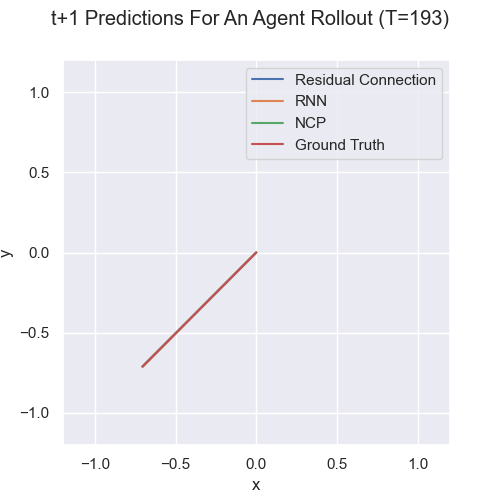 t+1 Predictions For An Agent Rollout (T=193)
Residual Connection
RNN
NCP
Ground Truth
1.0
0.5
0.0
−0.5
−1.0
y
−1.0 −0.5 0.0 0.5 1.0
x